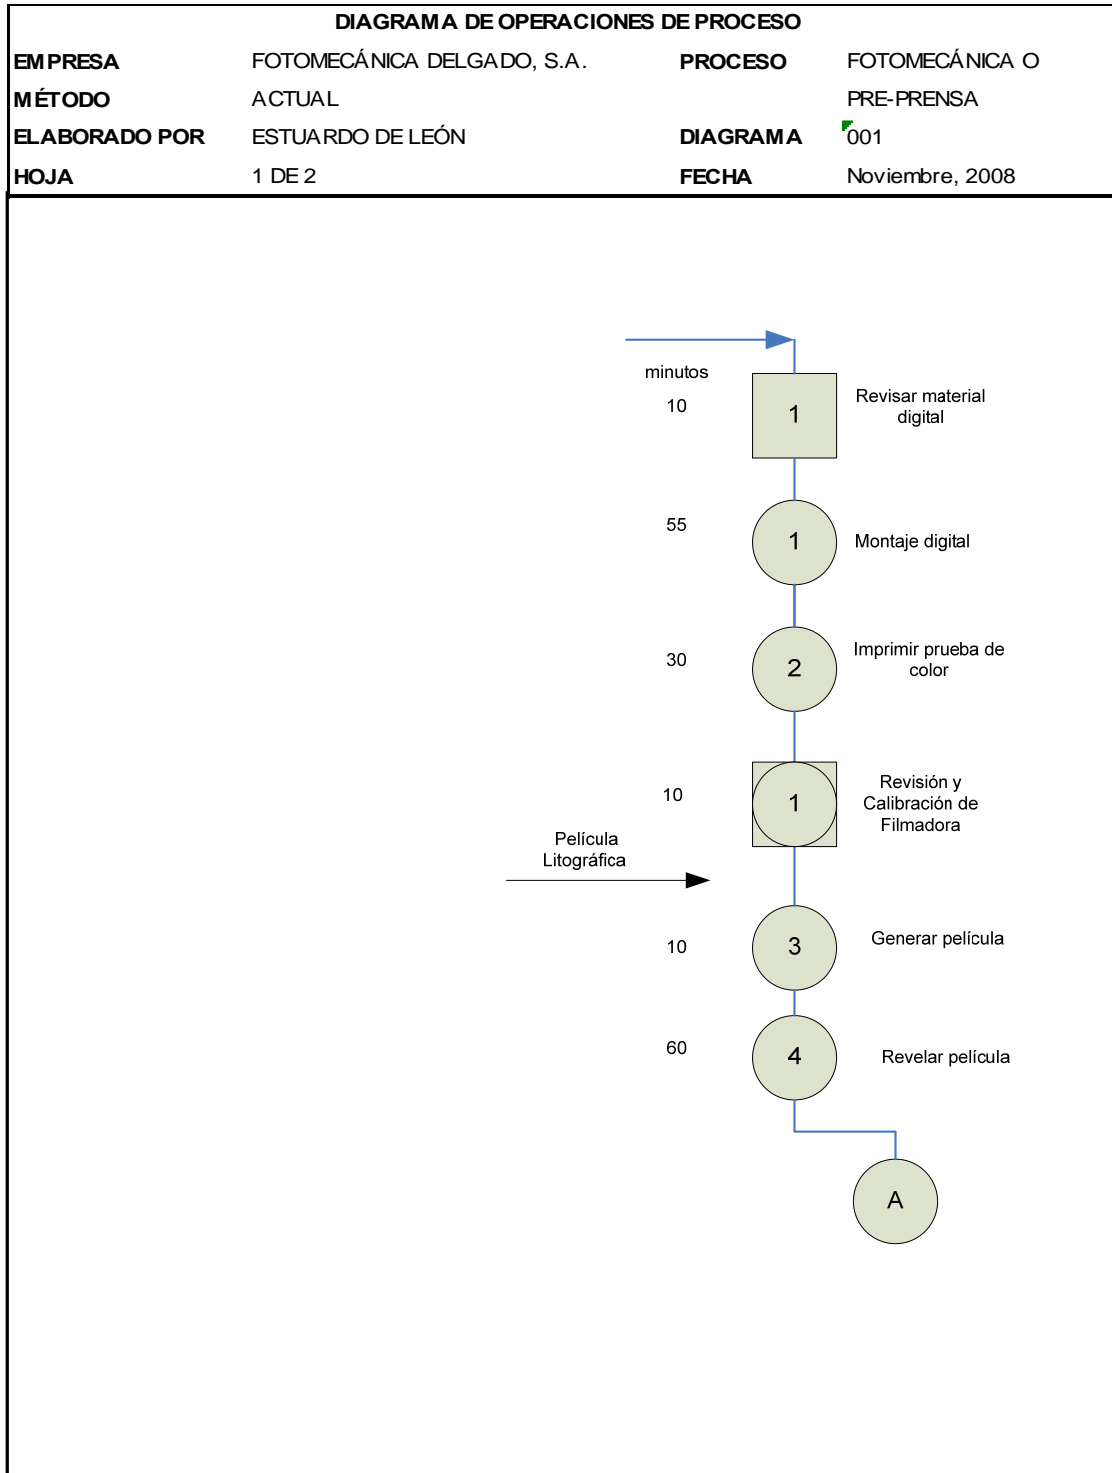 DIAGRAMA DE OPERACIONES DE PROCESO
EMPRESA FOTOMECÁNICA DELGADO, S.A. PROCESO FOTOMECÁNICA O
MÉTODO ACTUAL PRE-PRENSA
ELABORADO POR ESTUARDO DE LEÓN DIAGRAMA 001
HOJA 1 DE 2 FECHA Noviembre, 2008
minutos
10 1 Revisar material
digital
55 1 Montaje digital
30 2 Imprimir prueba de
color
10 1 Revisión y
Calibración de
Filmadora
Película
Litográfica
10 3 Generar película
60 4 Revelar película
A